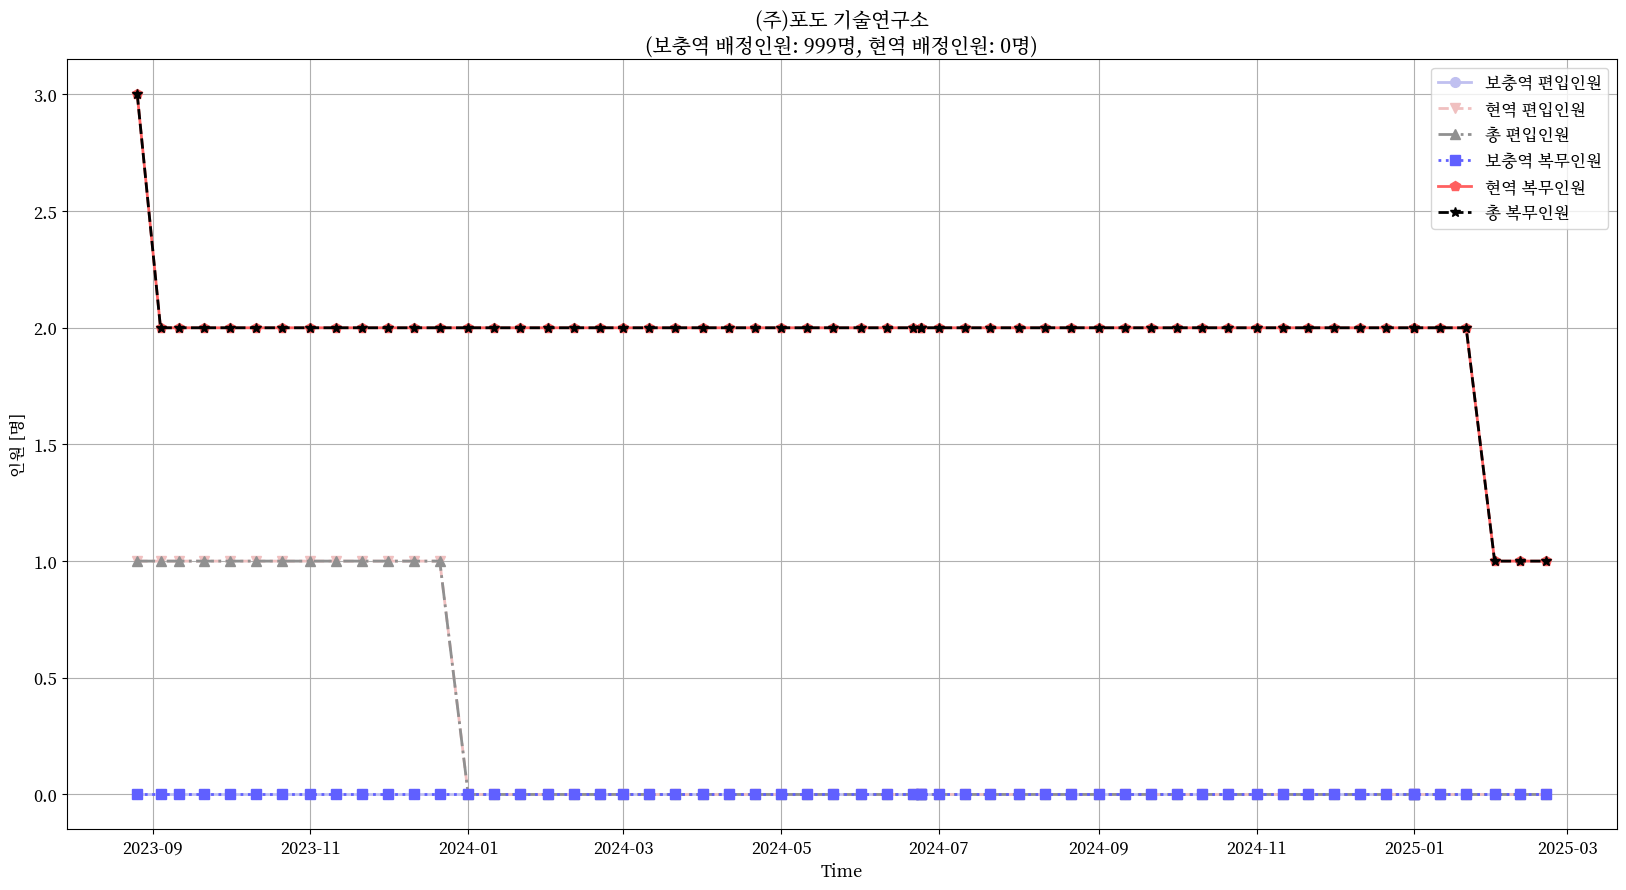 (주)포도 기술연구소
(보충역 배정인원: 999명, 현역 배정인원: 0명)
보충역 편입인원
현역 편입인원
총 편입인원
보충역 복무인원
현역 복무인원
총 복무인원
3.0
2.5
2.0
1.5
1.0
0.5
0.0
인원 [명]
2023-09 2023-11 2024-01 2024-03 2024-05 2024-07 2024-09 2024-11 2025-01 2025-03
Time